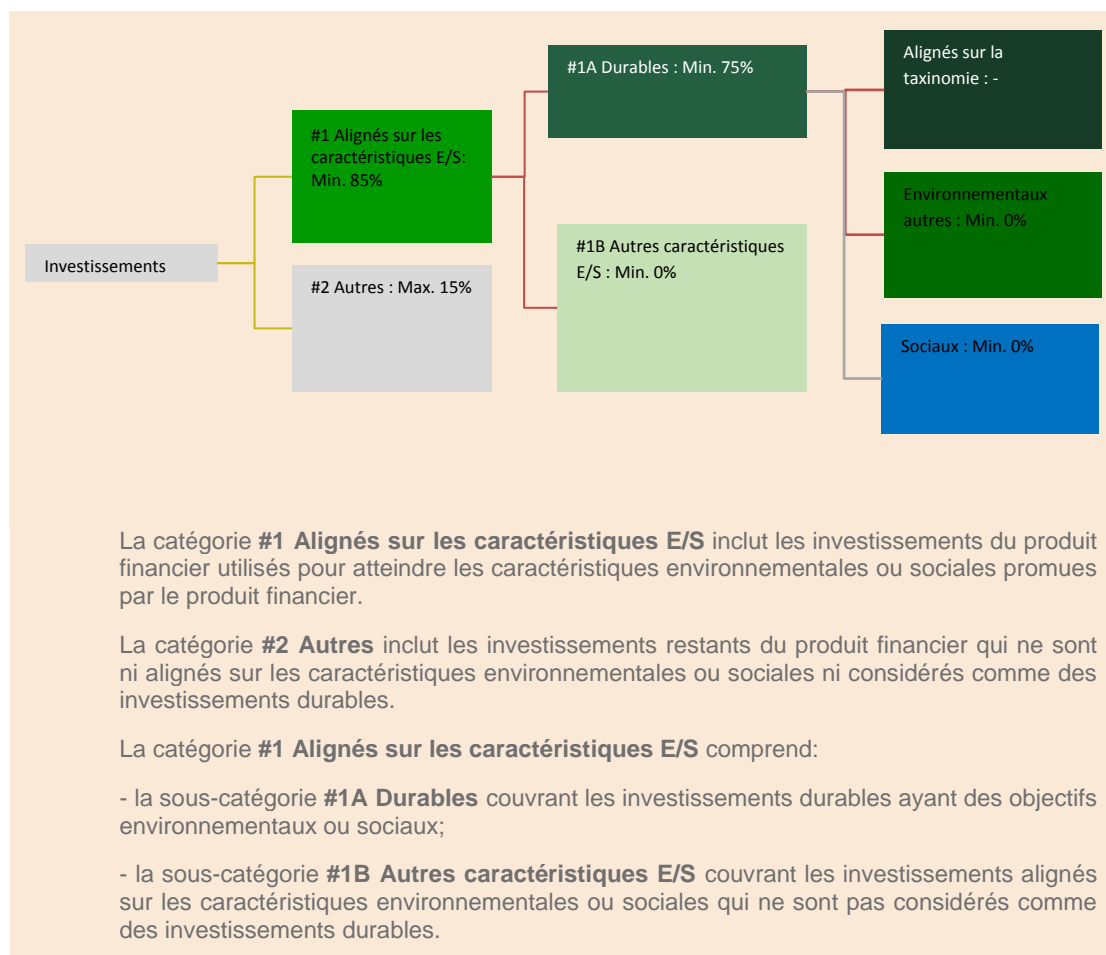 Investissements
#1 Alignés sur les
caractéristiques E/S:
Min. 85%
#2 Autres : Max. 15%
#1A Durables : Min. 75%
#1B Autres caractéristiques
E/S : Min. 0%
Alignés sur la
taxinomie : -
Environnementaux
autres : Min. 0%
Sociaux : Min. 0%
La catégorie #1 Alignés sur les caractéristiques E/S inclut les investissements du produit
financier utilisés pour atteindre les caractéristiques environnementales ou sociales promues
par le produit financier.
La catégorie #2 Autres inclut les investissements restants du produit financier qui ne sont
ni alignés sur les caractéristiques environnementales ou sociales ni considérés comme des
investissements durables.
La catégorie #1 Alignés sur les caractéristiques E/S comprend:
- la sous-catégorie #1A Durables couvrant les investissements durables ayant des objectifs
environnementaux ou sociaux;
- la sous-catégorie #1B Autres caractéristiques E/S couvrant les investissements alignés
sur les caractéristiques environnementales ou sociales qui ne sont pas considérés comme
des investissements durables.